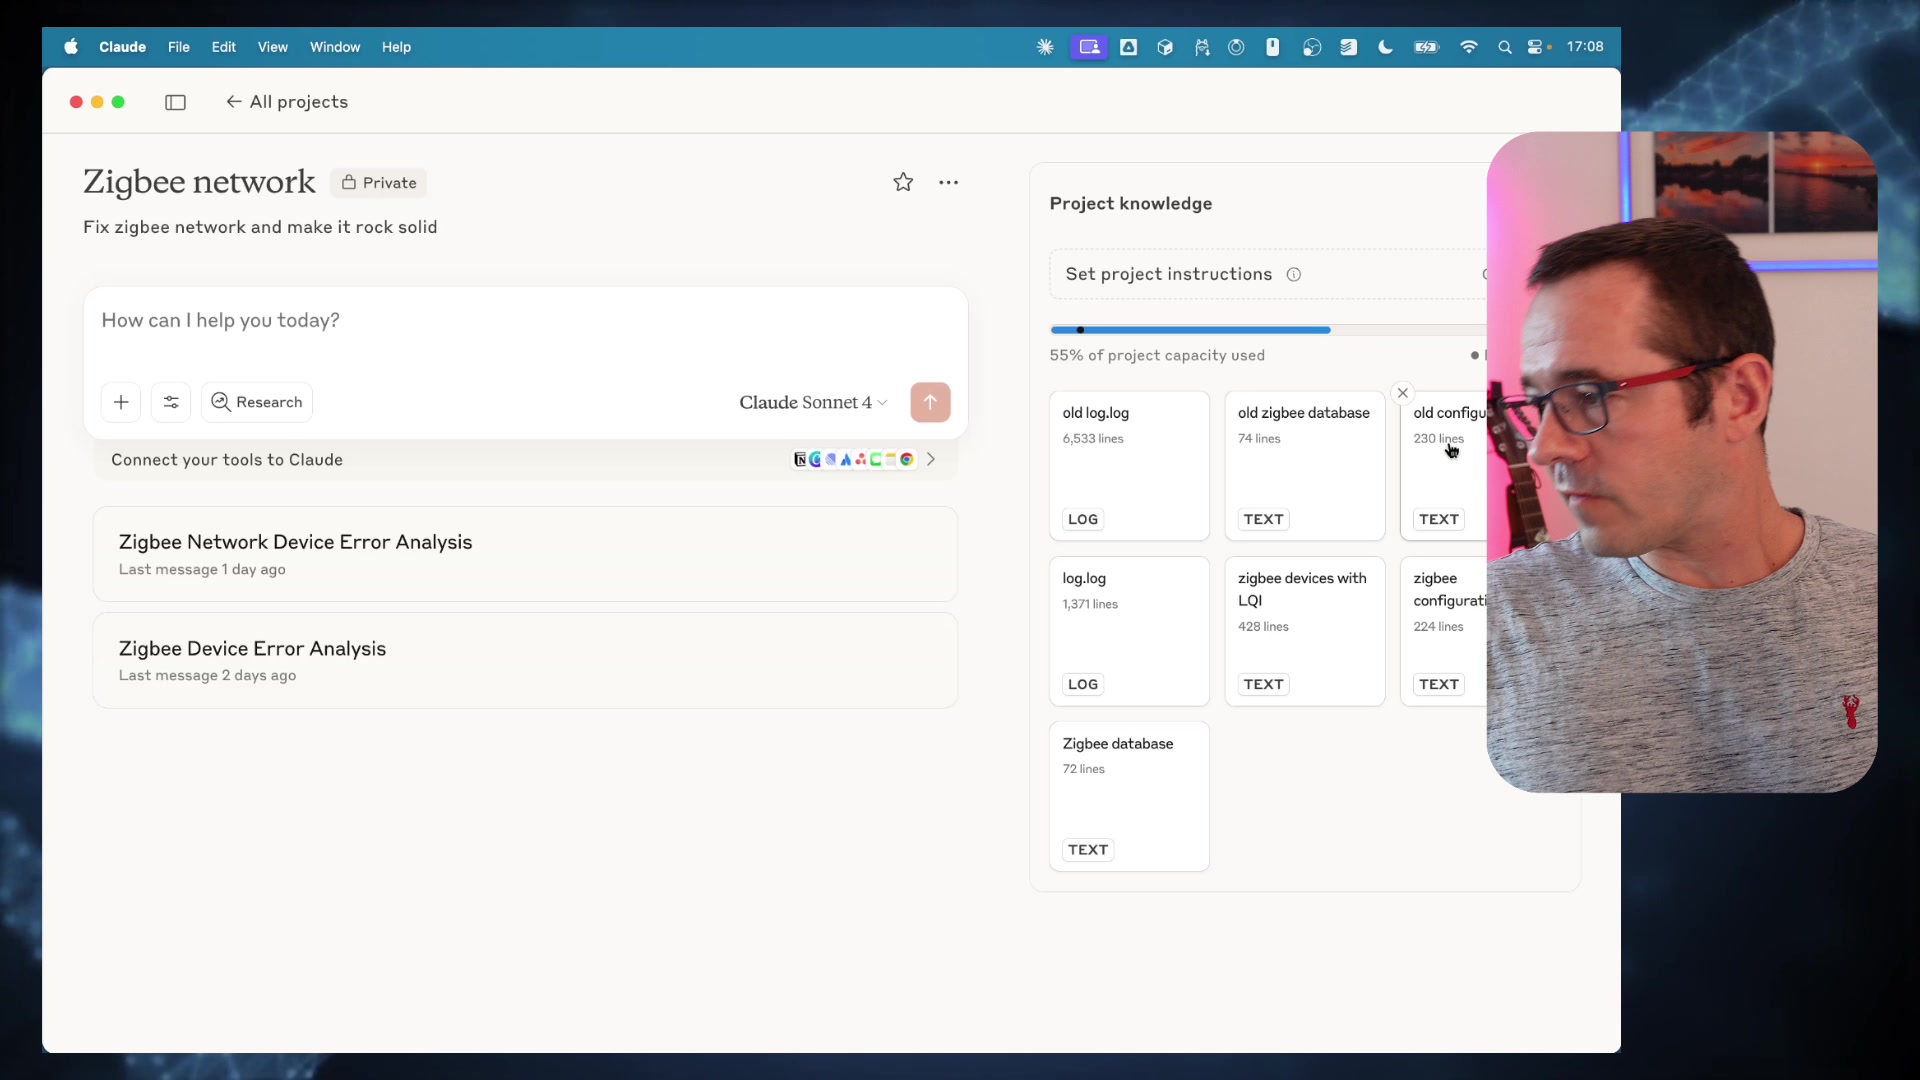 Claude File Edit View Window Help 17:08
← All projects
Zigbee network Private
Fix zigbee network and make it rock solid
How can I help you today?
Research
Claude Sonnet 4
Connect your tools to Claude
Zigbee Network Device Error Analysis
Last message 1 day ago
Zigbee Device Error Analysis
Last message 2 days ago
Project knowledge
Set project instructions
55% of project capacity used
old log.log
6,533 lines
LOG
old zigbee database
74 lines
TEXT
old configu
230 lines
TEXT
log.log
1,371 lines
LOG
zigbee devices with
LQI
428 lines
TEXT
zigbee
configurati
224 lines
TEXT
Zigbee database
72 lines
TEXT